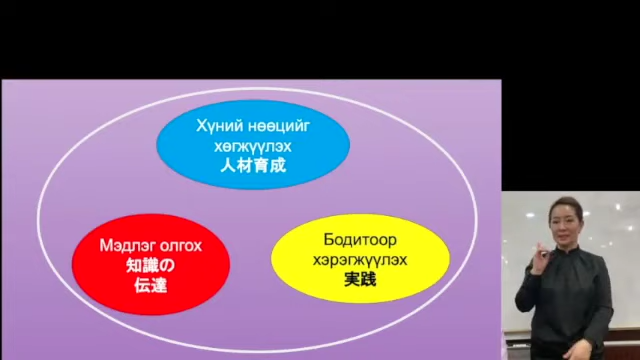 Хүний нөөцийг
хөгжүүлэх
人材育成
Мэдлэг олгох
知識の
伝達
Бодитоор
хэрэгжүүлэх
実践